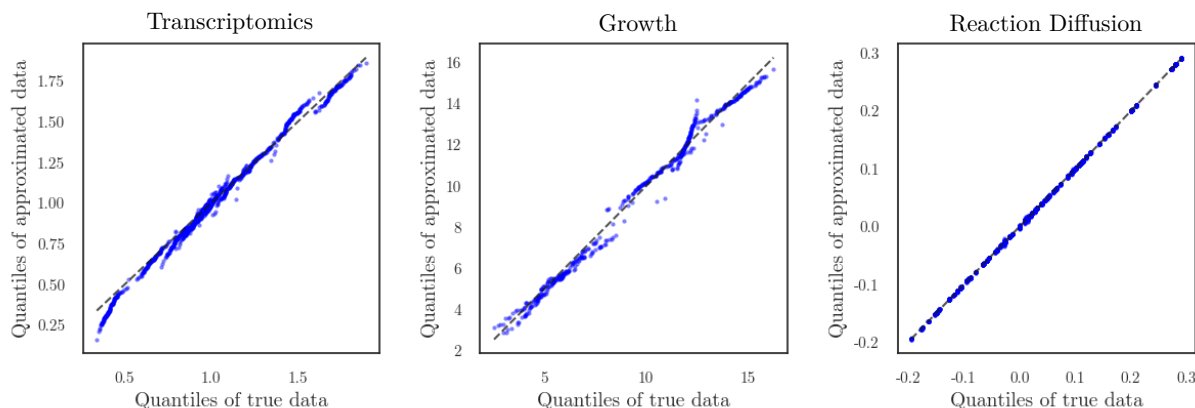 Transcriptomics
Quantiles of approximated data
1.75
1.50
1.25
1.00
0.75
0.50
0.25
0.5 1.0 1.5
Quantiles of true data
Growth
Quantiles of approximated data
16
14
12
10
8
6
4
2
5 10 15
Quantiles of true data
Reaction Diffusion
Quantiles of approximated data
0.3
0.2
0.1
0.0
-0.1
-0.2
-0.2 -0.1 0.0 0.1 0.2 0.3
Quantiles of true data